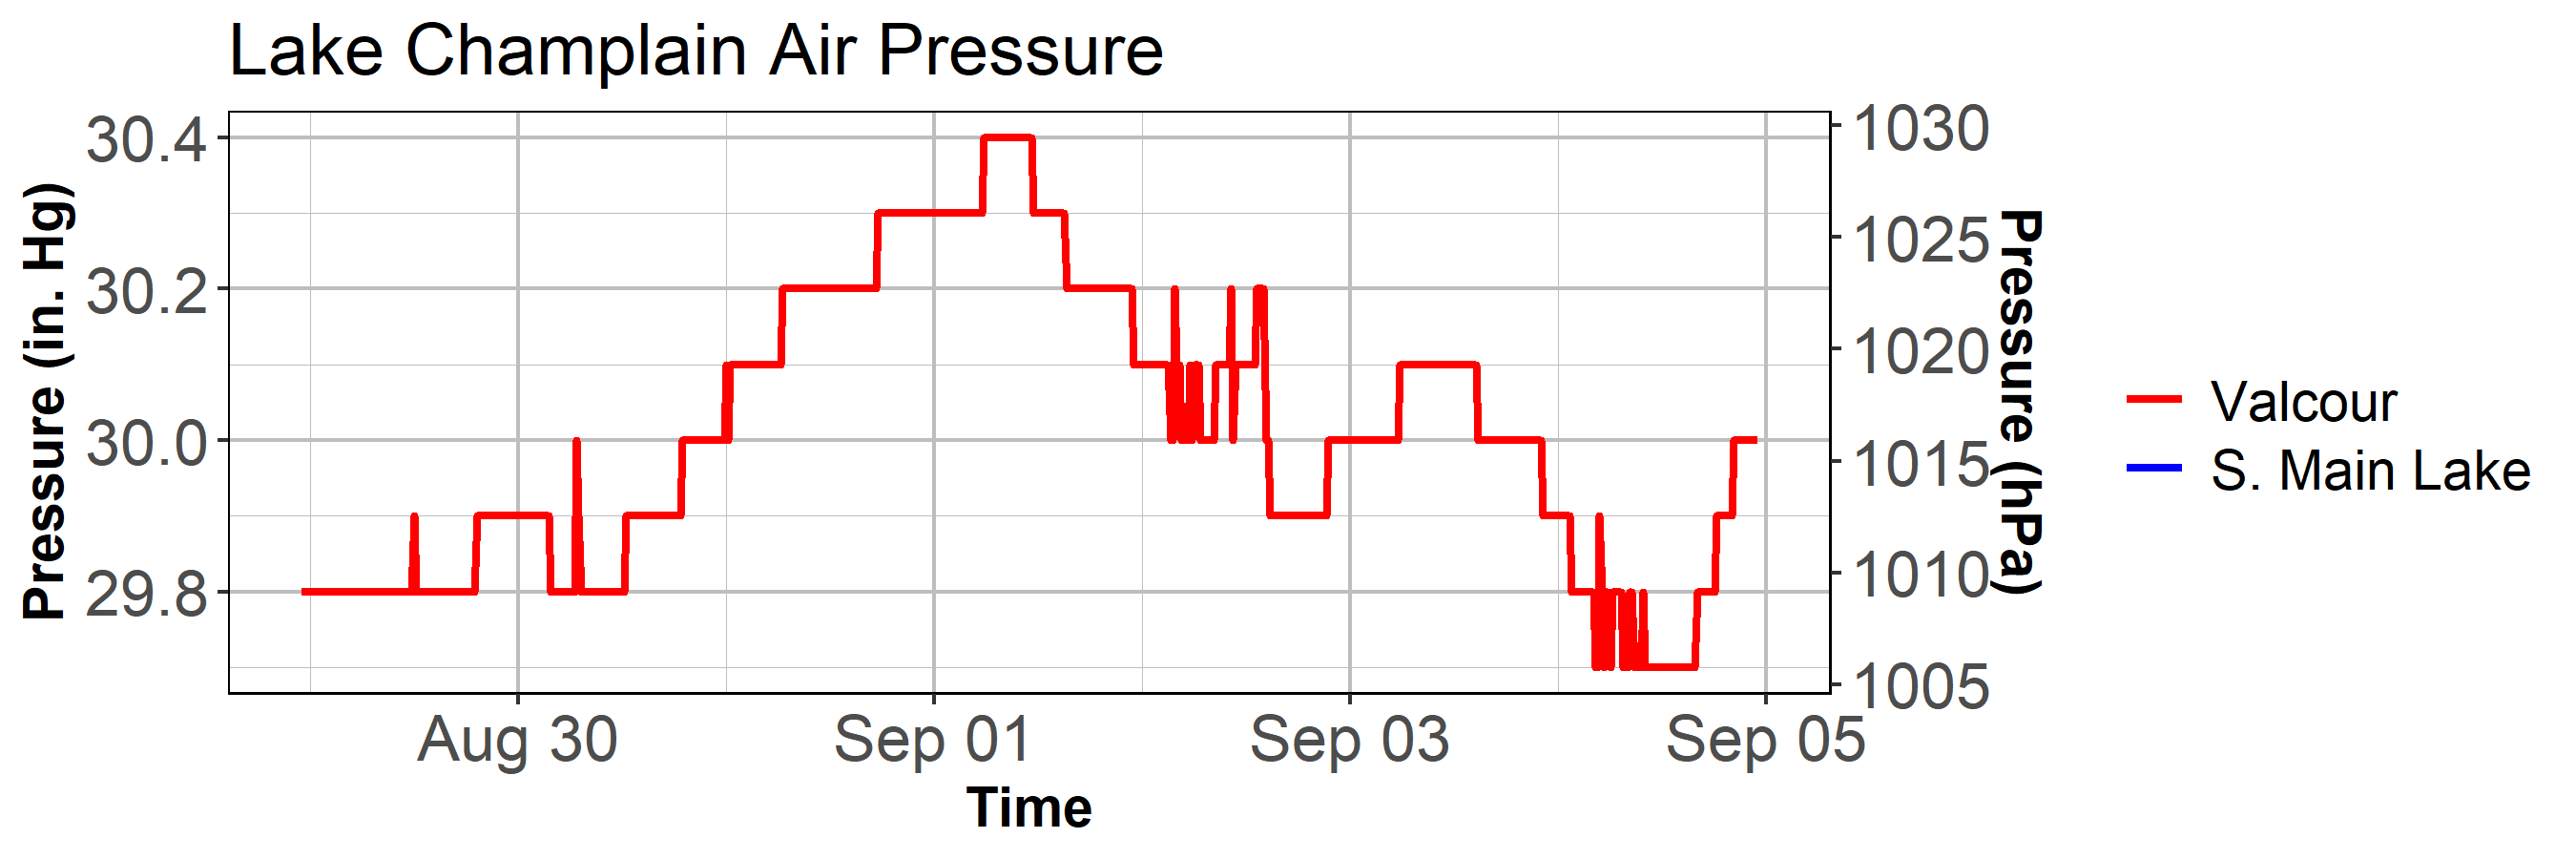 Lake Champlain Air Pressure
Pressure (in. Hg)
30.4
30.2
30.0
29.8
1030
1025
1020
1015
1010
1005
Pressure (hPa)
Aug 30
Sep 01
Sep 03
Sep 05
Time
Valcour
S. Main Lake